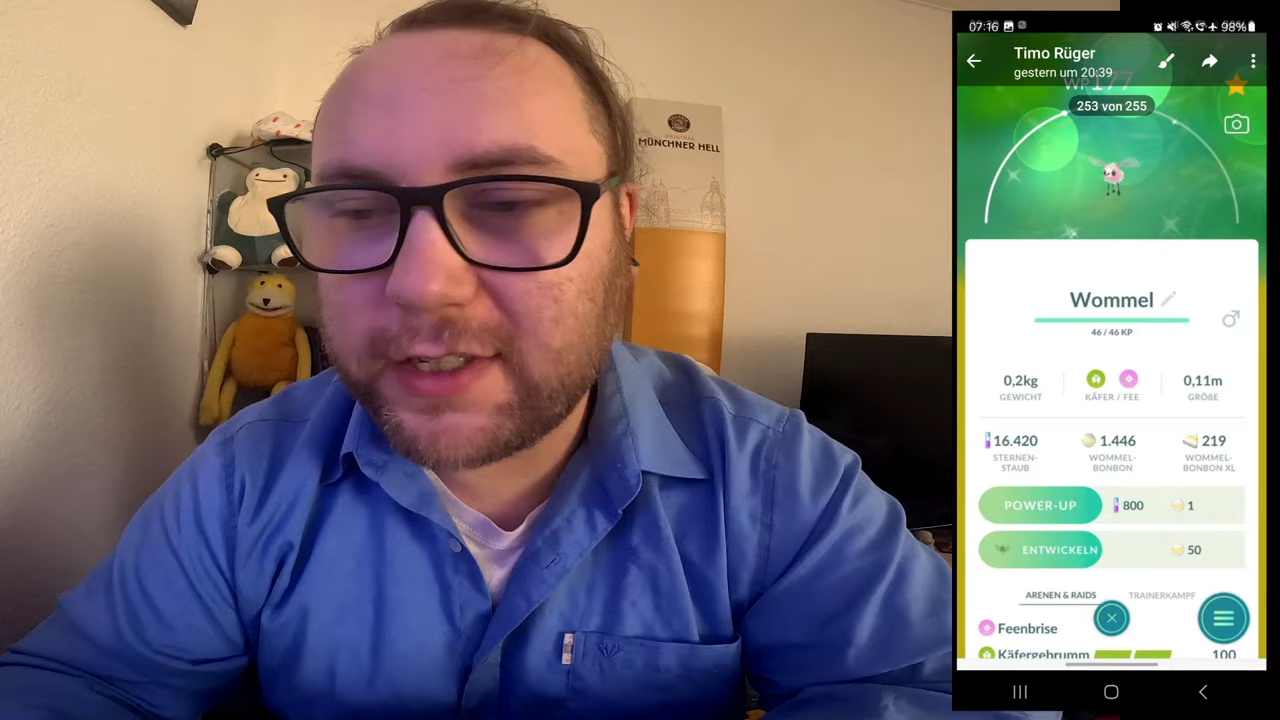 MÜNCHNER HELL
07:16
98%
Timo Rüger
gestern um 20:39
WP177
253 von 255
Wommel
46 / 46 KP
0,2kg
GEWICHT
KÄFER / FEE
0,11m
GRÖßE
16.420
STERNEN-
STAUB
1.446
WOMMEL-
BONBON
219
WOMMEL-
BONBON XL
POWER-UP
800
1
ENTWICKELN
50
ARENEN & RAIDS
TRAINERKAMPF
Feenbrise
Käfergebrumm
100